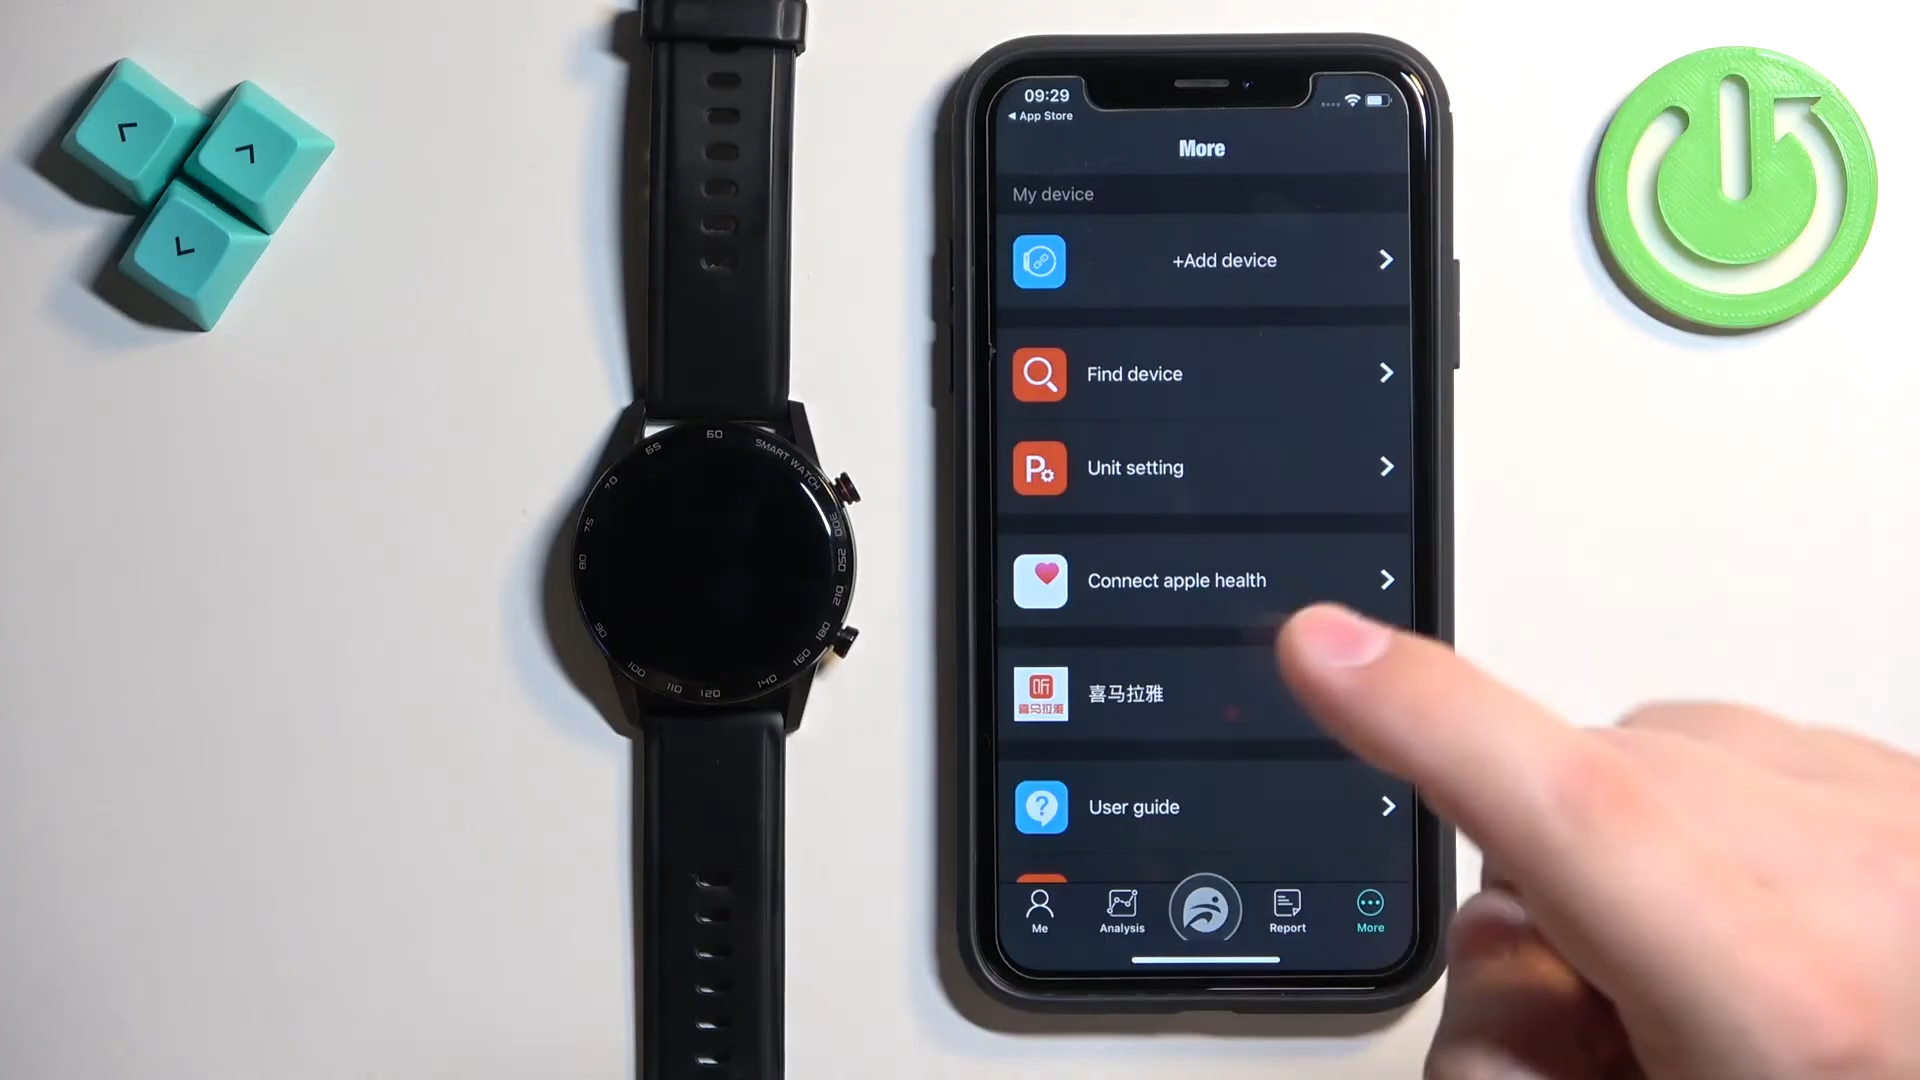 09:29
App Store
More
My device
+Add device
Find device
Unit setting
Connect apple health
听
喜马拉雅
喜马拉雅
User guide
Me
Analysis
Report
More
60
SMART WATCH
300
250
210
180
160
140
120
110
100
90
80
75
70
65